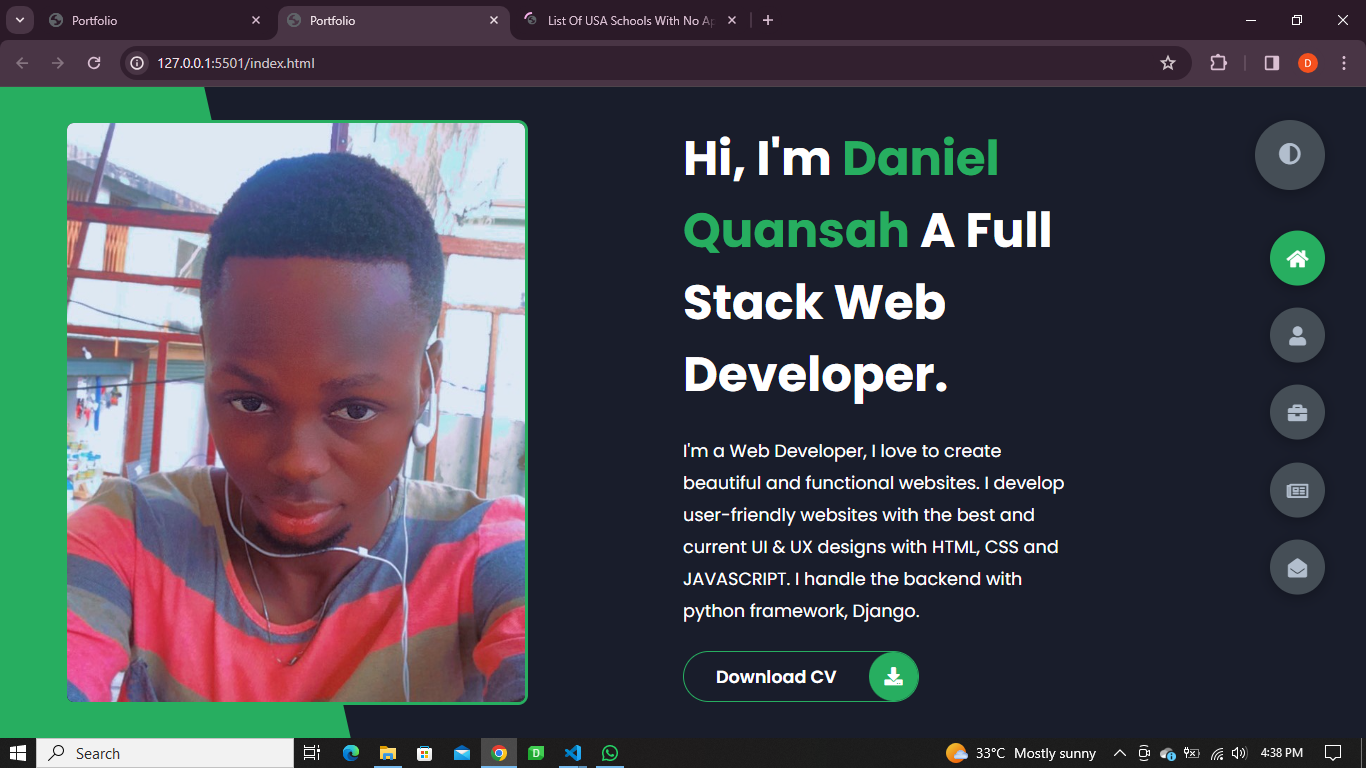 Portfolio
Portfolio
List Of USA Schools With No Ap
127.0.0.1:5501/index.html
D
Hi, I'm Daniel
Quansah A Full
Stack Web
Developer.
I'm a Web Developer, I love to create
beautiful and functional websites. I develop
user-friendly websites with the best and
current UI & UX designs with HTML, CSS and
JAVASCRIPT. I handle the backend with
python framework, Django.
Download CV
Search
D
33°C Mostly sunny
4:38 PM